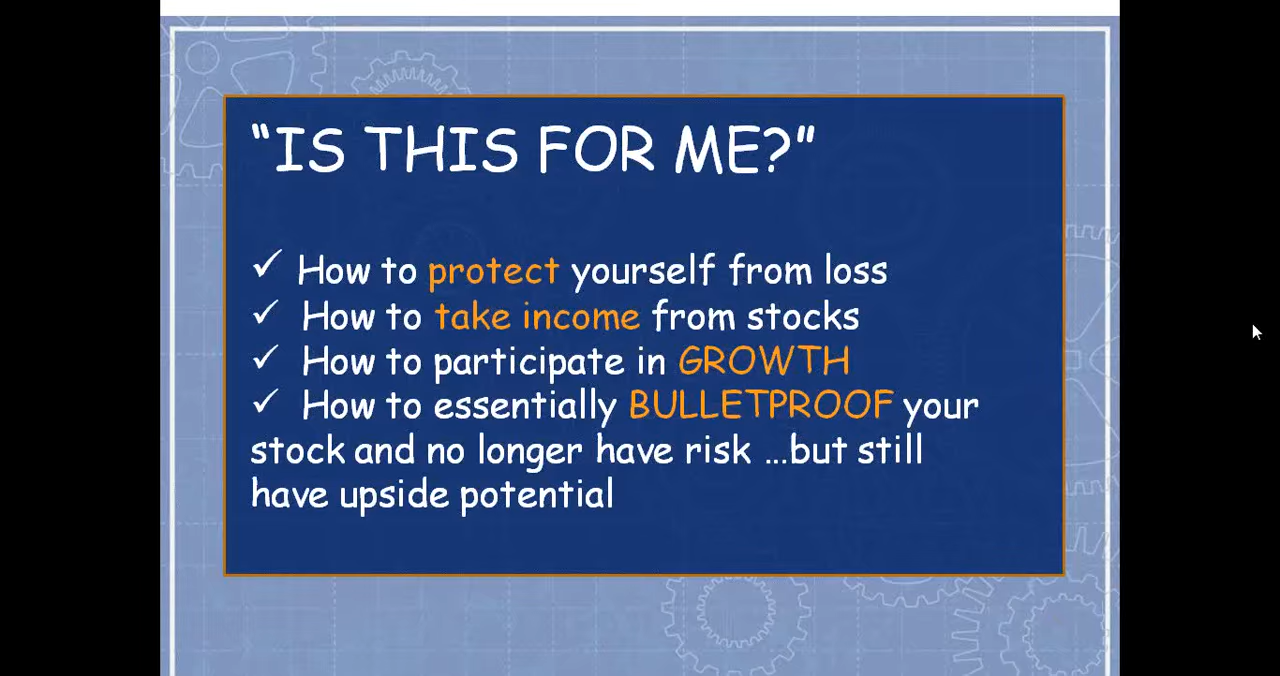 "IS THIS FOR ME?"
✓ How to protect yourself from loss
✓ How to take income from stocks
✓ How to participate in GROWTH
✓ How to essentially BULLETPROOF your
stock and no longer have risk ...but still
have upside potential